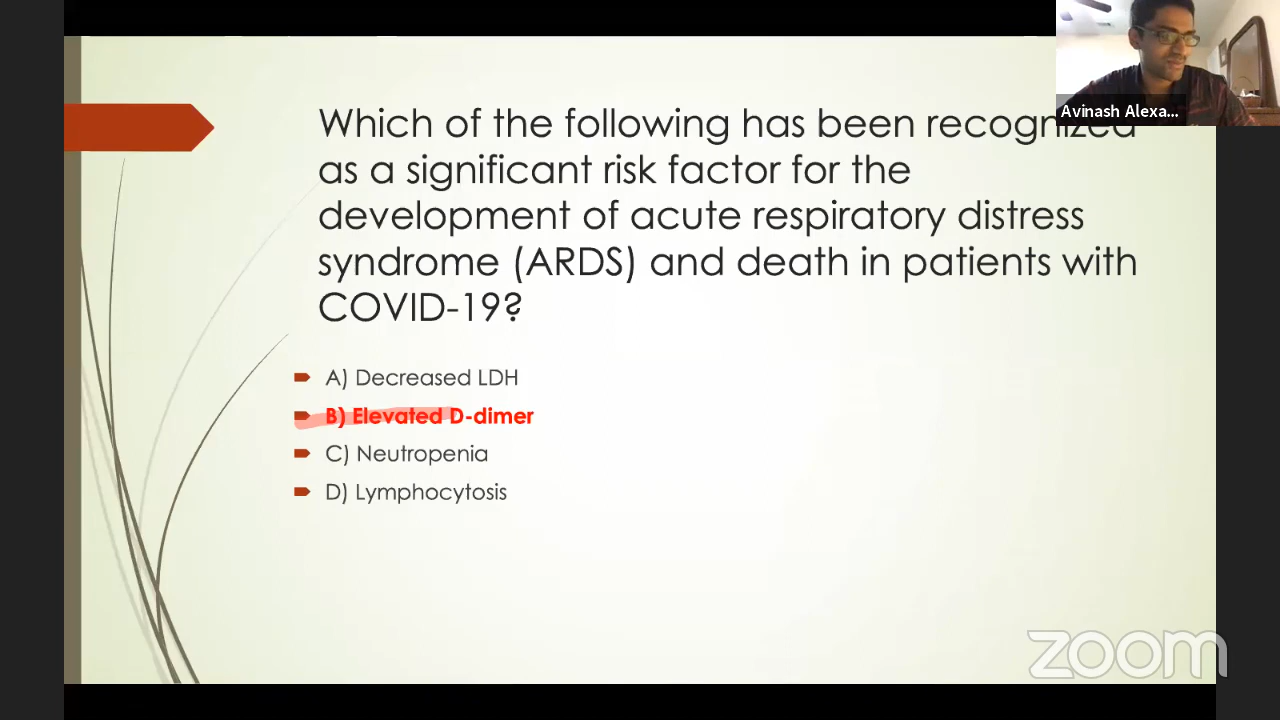 Which of the following has been recognized
as a significant risk factor for the
development of acute respiratory distress
syndrome (ARDS) and death in patients with
COVID-19?
A) Decreased LDH
B) Elevated D-dimer
C) Neutropenia
D) Lymphocytosis
Avinash Alexa...
zoom